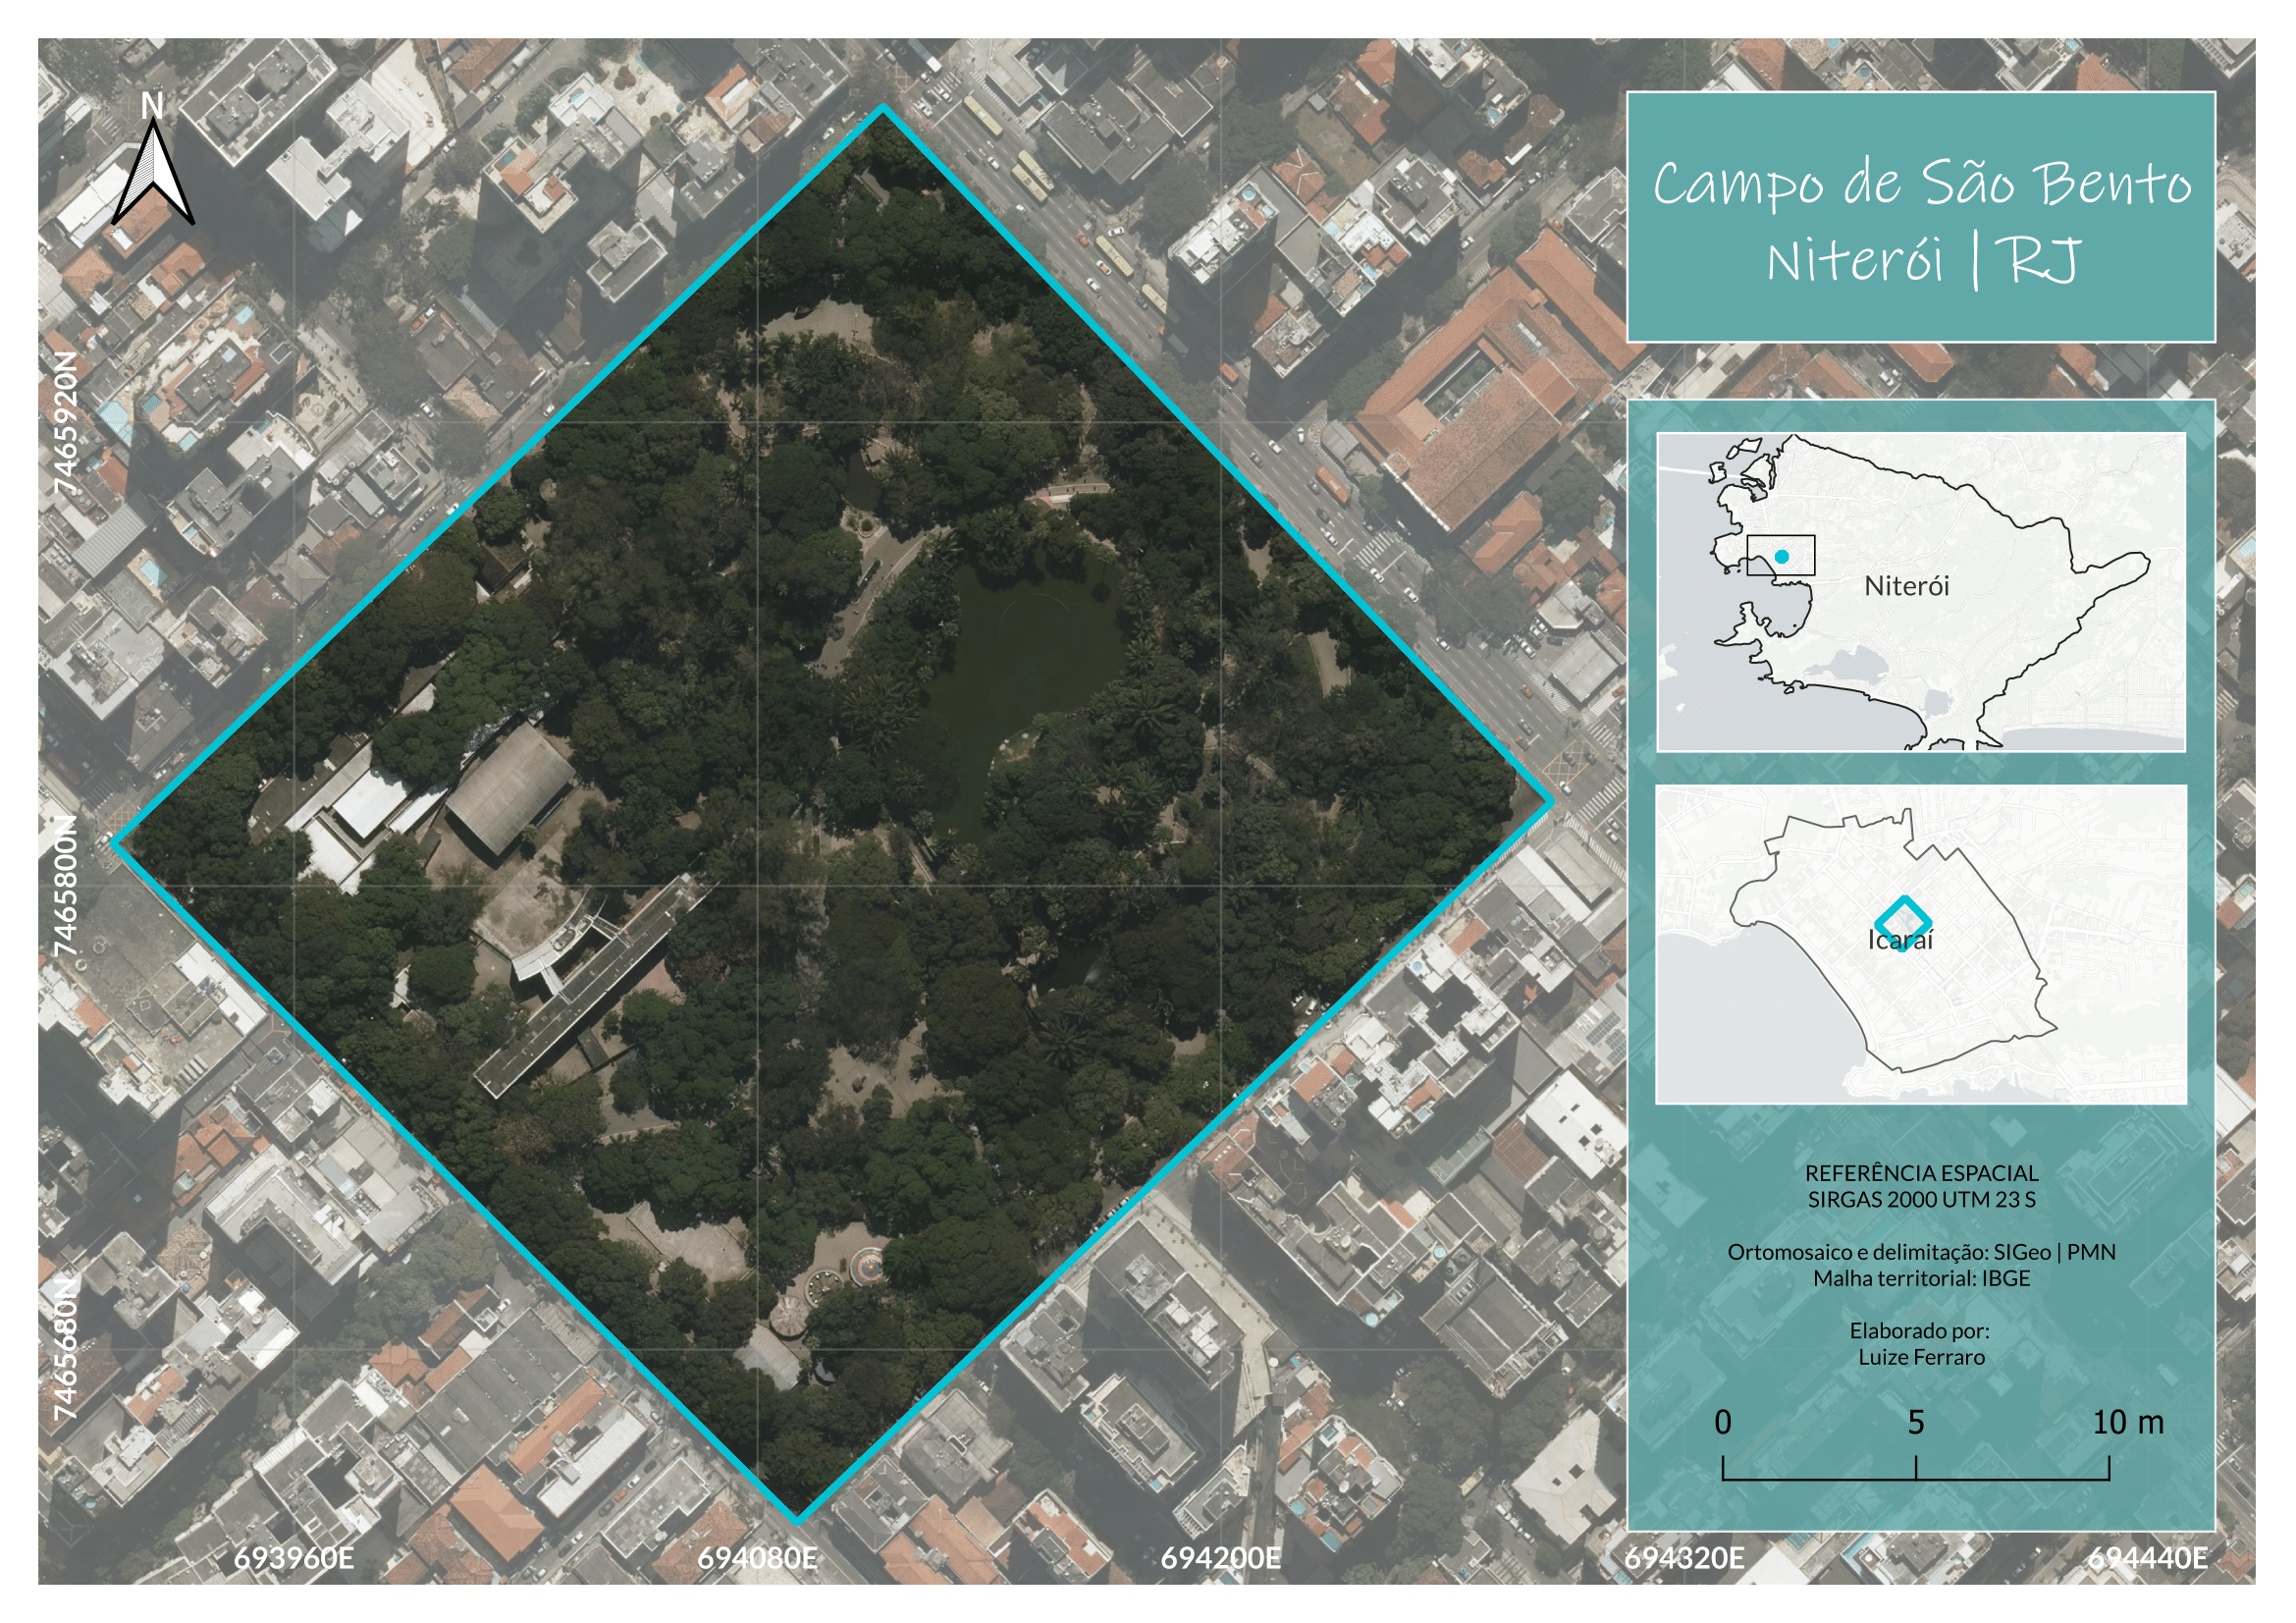 N
Campo de São Bento
Niterói | RJ
7465920N
7465800N
7465680N
Niterói
Icaraí
REFERÊNCIA ESPACIAL
SIRGAS 2000 UTM 23 S
Ortomosaico e delimitação: SIGeo | PMN
Malha territorial: IBGE
Elaborado por:
Luize Ferraro
0 5 10 m
693960E 694080E 694200E 694320E 694440E